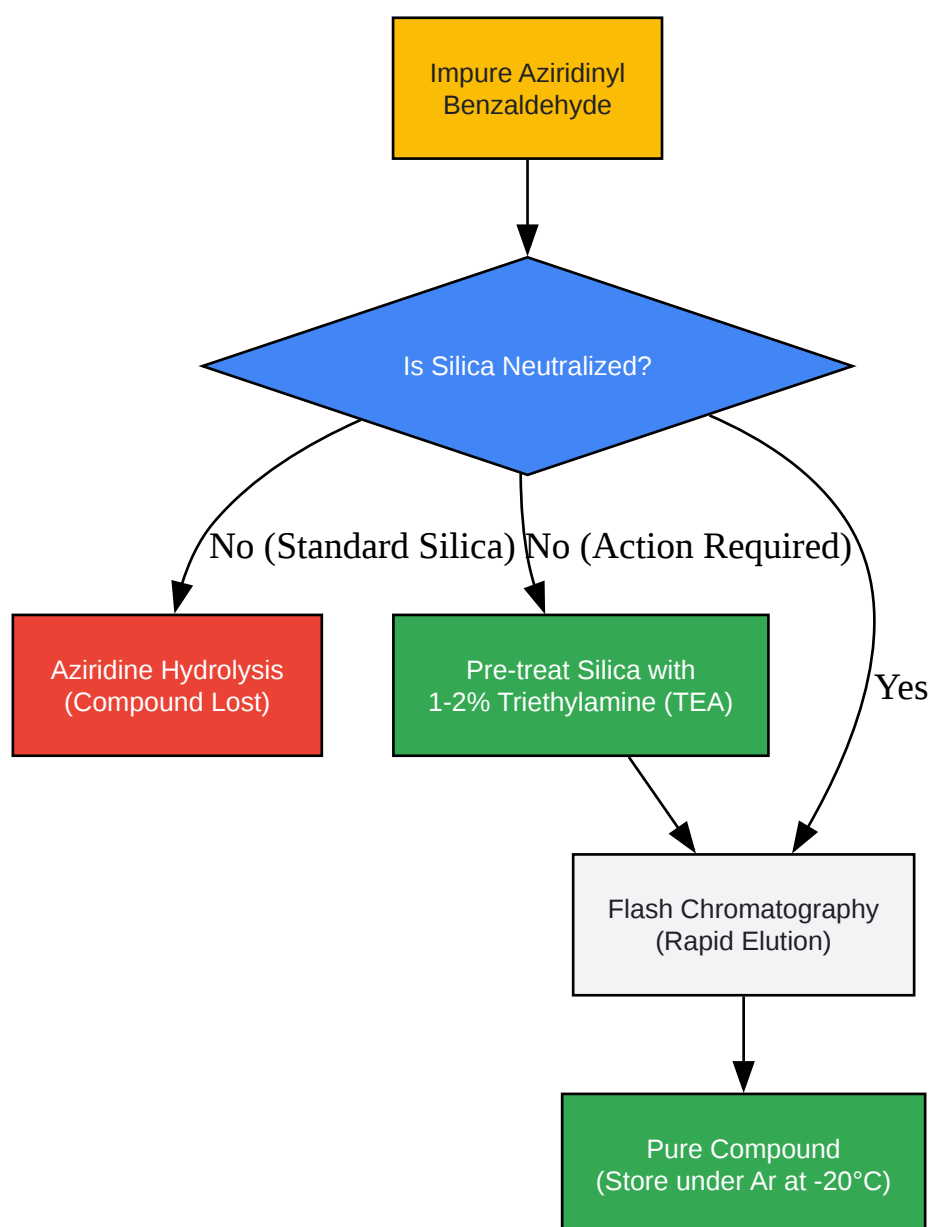 Impure Aziridinyl
Benzaldehyde
Is Silica Neutralized?
No (Standard Silica)
No (Action Required)
Aziridine Hydrolysis
(Compound Lost)
Pre-treat Silica with
1-2% Triethylamine (TEA)
Yes
Flash Chromatography
(Rapid Elution)
Pure Compound
(Store under Ar at -20°C)